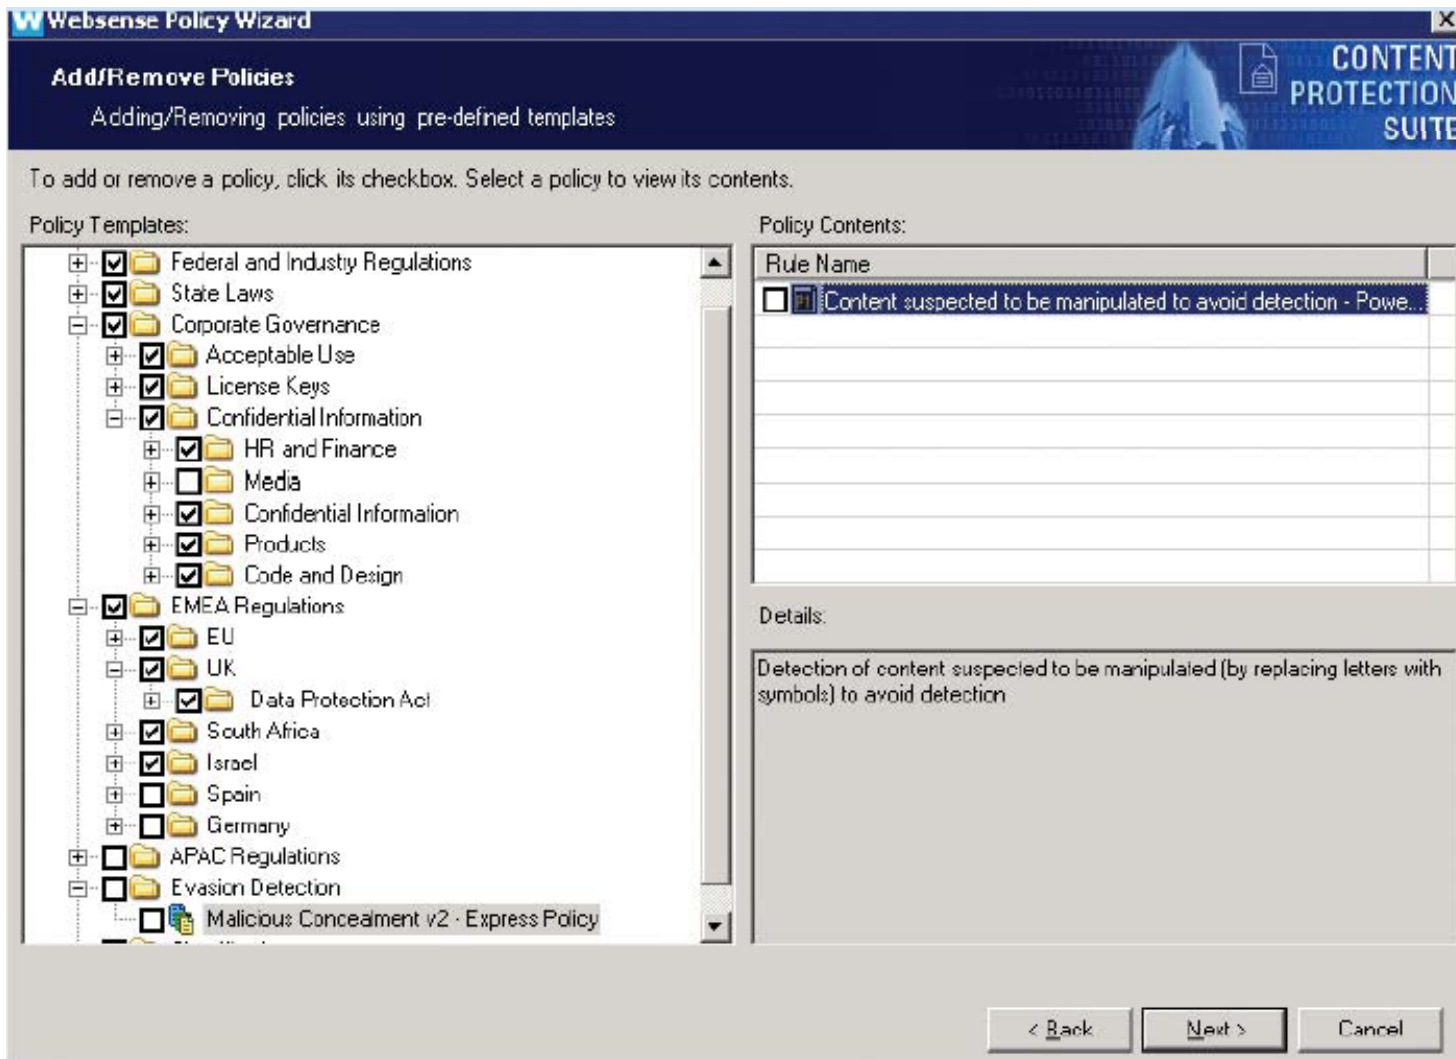 Websense Policy Wizard
Add/Remove Policies
Adding/Removing policies using pre-defined templates
CONTENT
PROTECTION
SUITE
To add or remove a policy, click its checkbox. Select a policy to view its contents.
Policy Templates:
Federal and Industry Regulations
State Laws
Corporate Governance
Acceptable Use
License Keys
Confidential Information
HR and Finance
Media
Confidential Information
Products
Code and Design
EMEA Regulations
EU
UK
Data Protection Act
South Africa
Israel
Spain
Germany
APAC Regulations
Evasion Detection
Malicious Concealment v2 - Express Policy
Policy Contents:
Rule Name
Content suspected to be manipulated to avoid detection - Powe...
Details:
Detection of content suspected to be manipulated (by replacing letters with
symbols) to avoid detection
< Back
Next >
Cancel